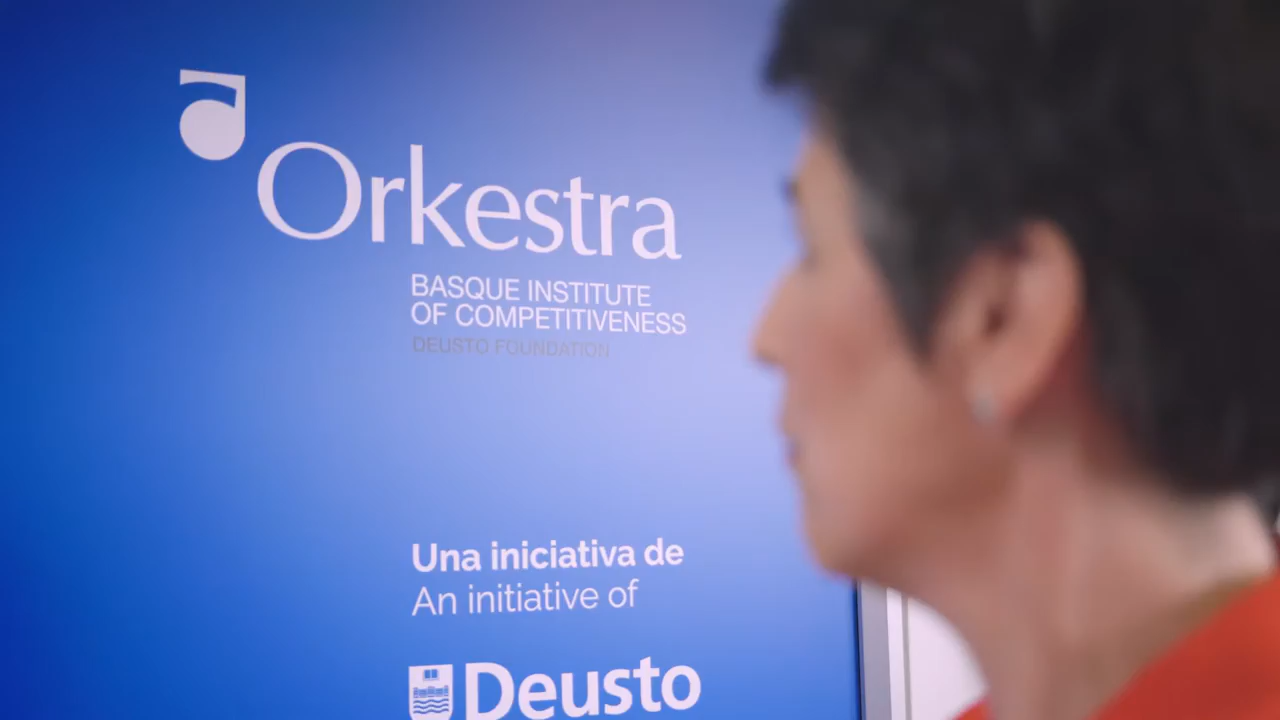 Orkestra
BASQUE INSTITUTE
OF COMPETITIVENESS
DEUSTO FOUNDATION
Una iniciativa de
An initiative of
Deusto